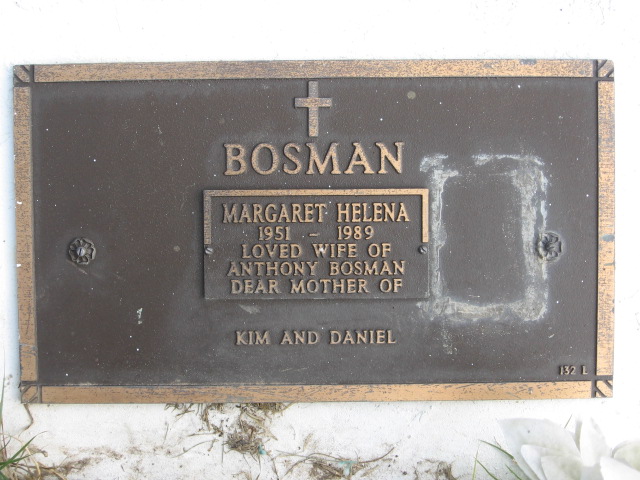 BOSMAN
MARGARET HELENA
1951 - 1989
LOVED WIFE OF
ANTHONY BOSMAN
DEAR MOTHER OF
KIM AND DANIEL
132 L